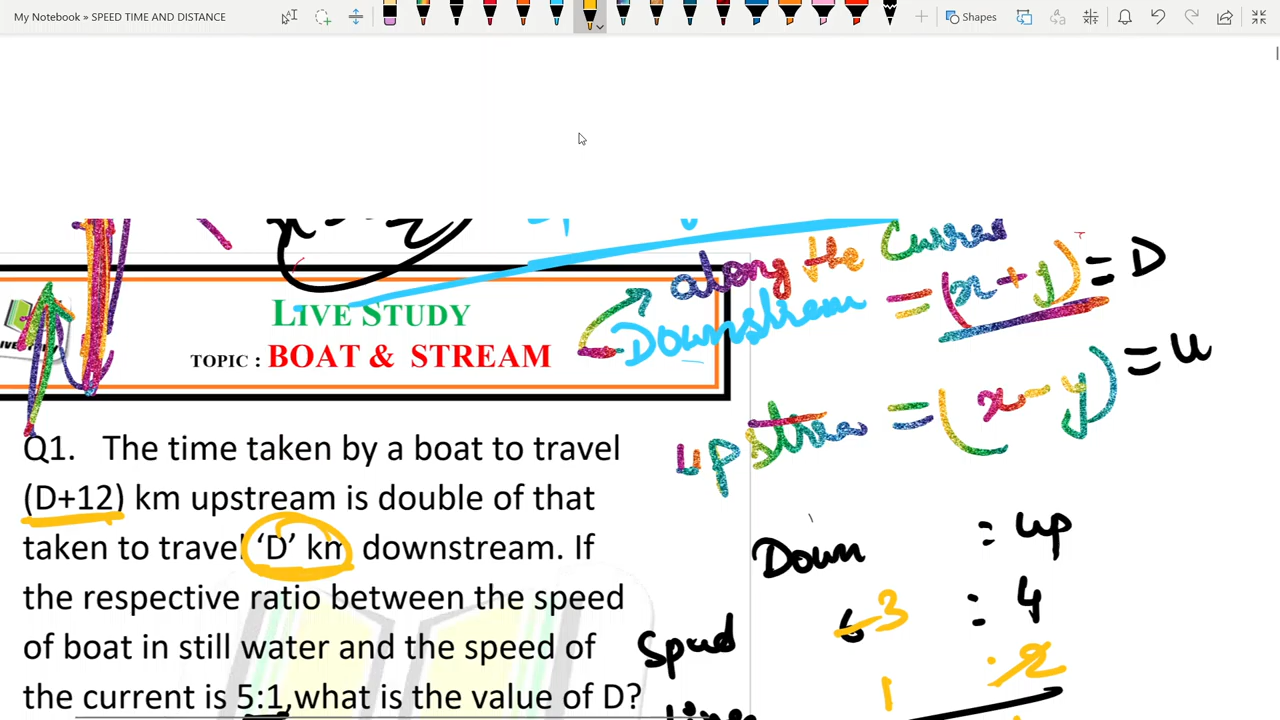 My Notebook » SPEED TIME AND DISTANCE
Shapes
along the
Downstream = (x+y) = D
LIVE STUDY
TOPIC : BOAT & STREAM
= (x-y) = u
Q1. The time taken by a boat to travel
(D+12) km upstream is double of that
taken to travel ‘D’ km downstream. If
the respective ratio between the speed
of boat in still water and the speed of
the current is 5:1,what is the value of D?
Down : up
6 3 : 4
2
1